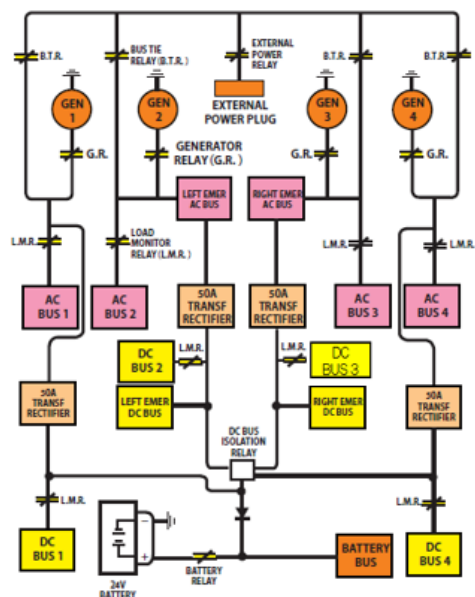 B.T.R.
BUS TIE
RELAY (B.T.R.)
EXTERNAL
POWER
RELAY
B.T.R.
B.T.R.
GEN
1
GEN
2
EXTERNAL
POWER PLUG
GEN
3
GEN
4
G.R.
GENERATOR
RELAY (G.R.)
G.R.
G.R.
LEFT EMER
AC BUS
RIGHT EMER
AC BUS
L.M.R.
LOAD
MONITOR
RELAY (L.M.R.)
L.M.R.
L.M.R.
AC
BUS 1
AC
BUS 2
50A
TRANSF
RECTIFIER
50A
TRANSF
RECTIFIER
AC
BUS 3
AC
BUS 4
DC
BUS 2
L.M.R.
L.M.R.
DC
BUS 3
50A
TRANSF
RECTIIFIER
LEFT EMER
DC BUS
RIGHT EMER
DC BUS
50A
TRANSF
RECTIFIER
DC BUS
ISOLATION
RELAY
L.M.R.
L.M.R.
DC
BUS 1
24V
BATTERY
BATTERY
RELAY
BATTERY
BUS
DC
BUS 4